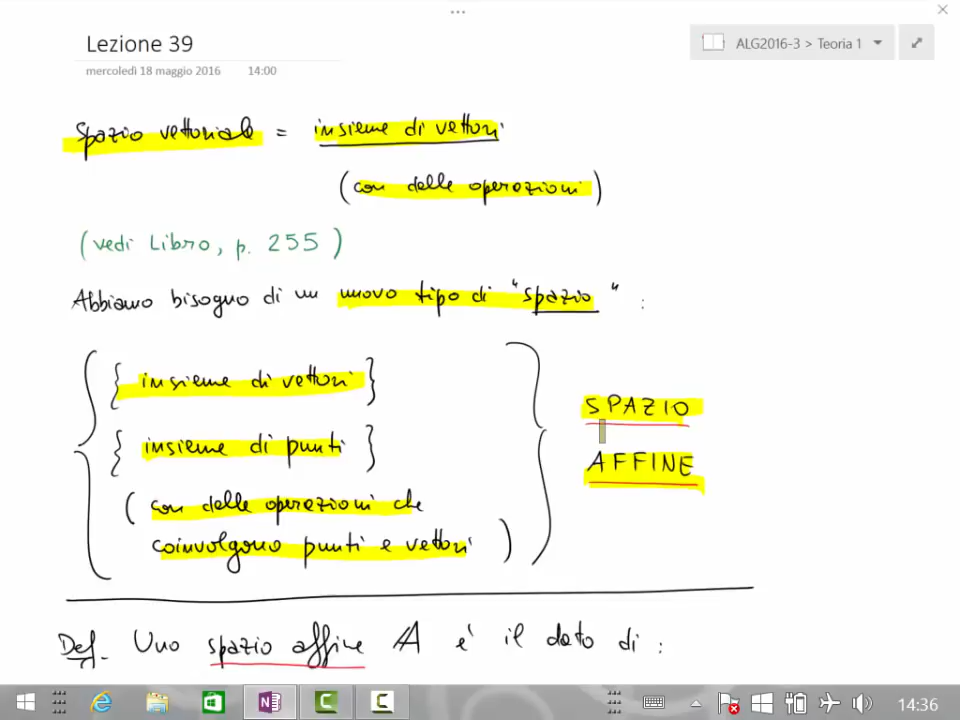 Lezione 39
ALG2016-3 > Teoria 1
mercoledì 18 maggio 2016 14:00
Spazio vettoriale = insieme di vettori
(con delle operazioni)
(vedi Libro, p. 255)
Abbiamo bisogno di un nuovo tipo di "spazio" :
{insieme di vettori}
{insieme di punti}
(con delle operazioni che
coinvolgono punti e vettori)
SPAZIO
AFFINE
Def. Uno spazio affine A e' il dato di :
14:36